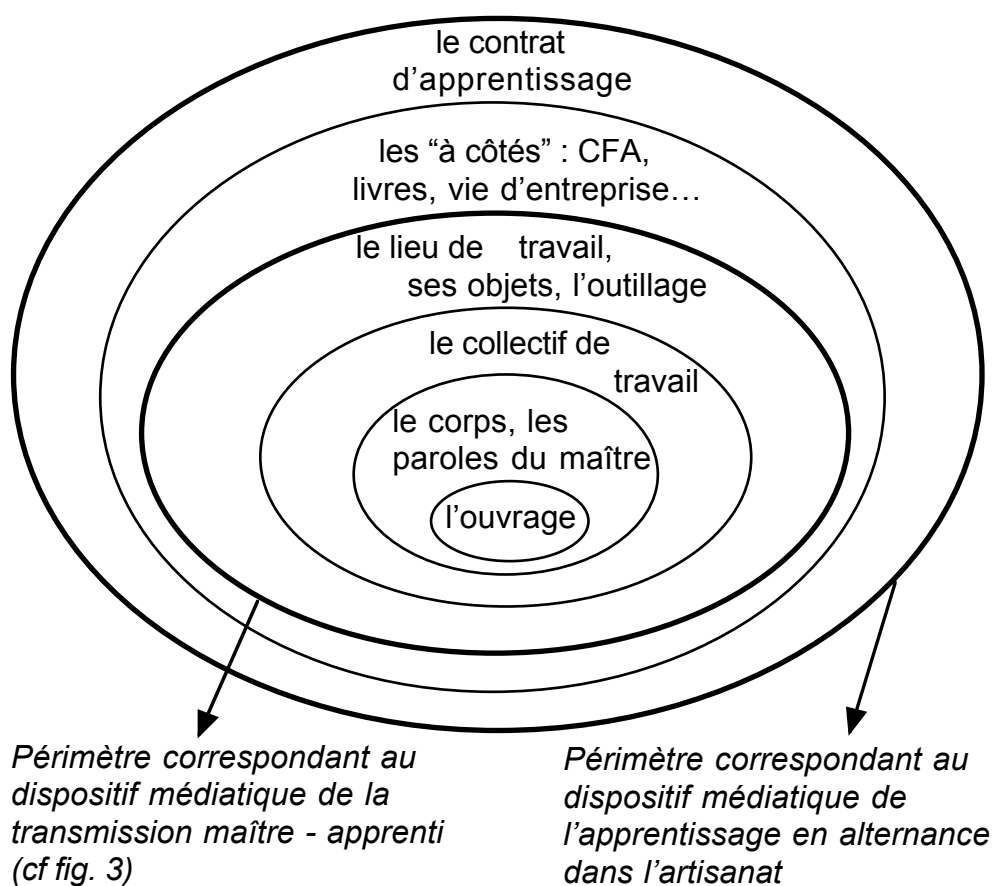 le contrat
d’apprentissage
les “à côtés” : CFA,
livres, vie d’entreprise…
le lieu de travail,
ses objets, l’outillage
le collectif de
travail
le corps, les
paroles du maître
l’ouvrage
Périmètre correspondant au
dispositif médiatique de la
transmission maître - apprenti
(cf fig. 3)
Périmètre correspondant au
dispositif médiatique de
l’apprentissage en alternance
dans l’artisanat